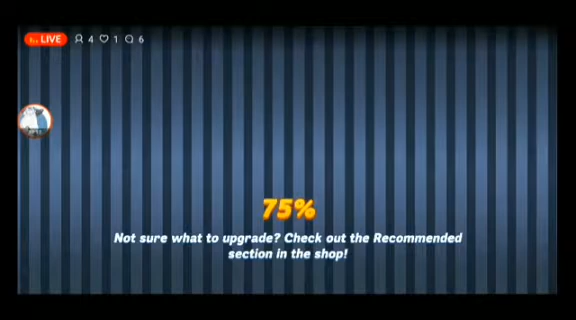 LIVE 4 1 6
75%
Not sure what to upgrade? Check out the Recommended
section in the shop!